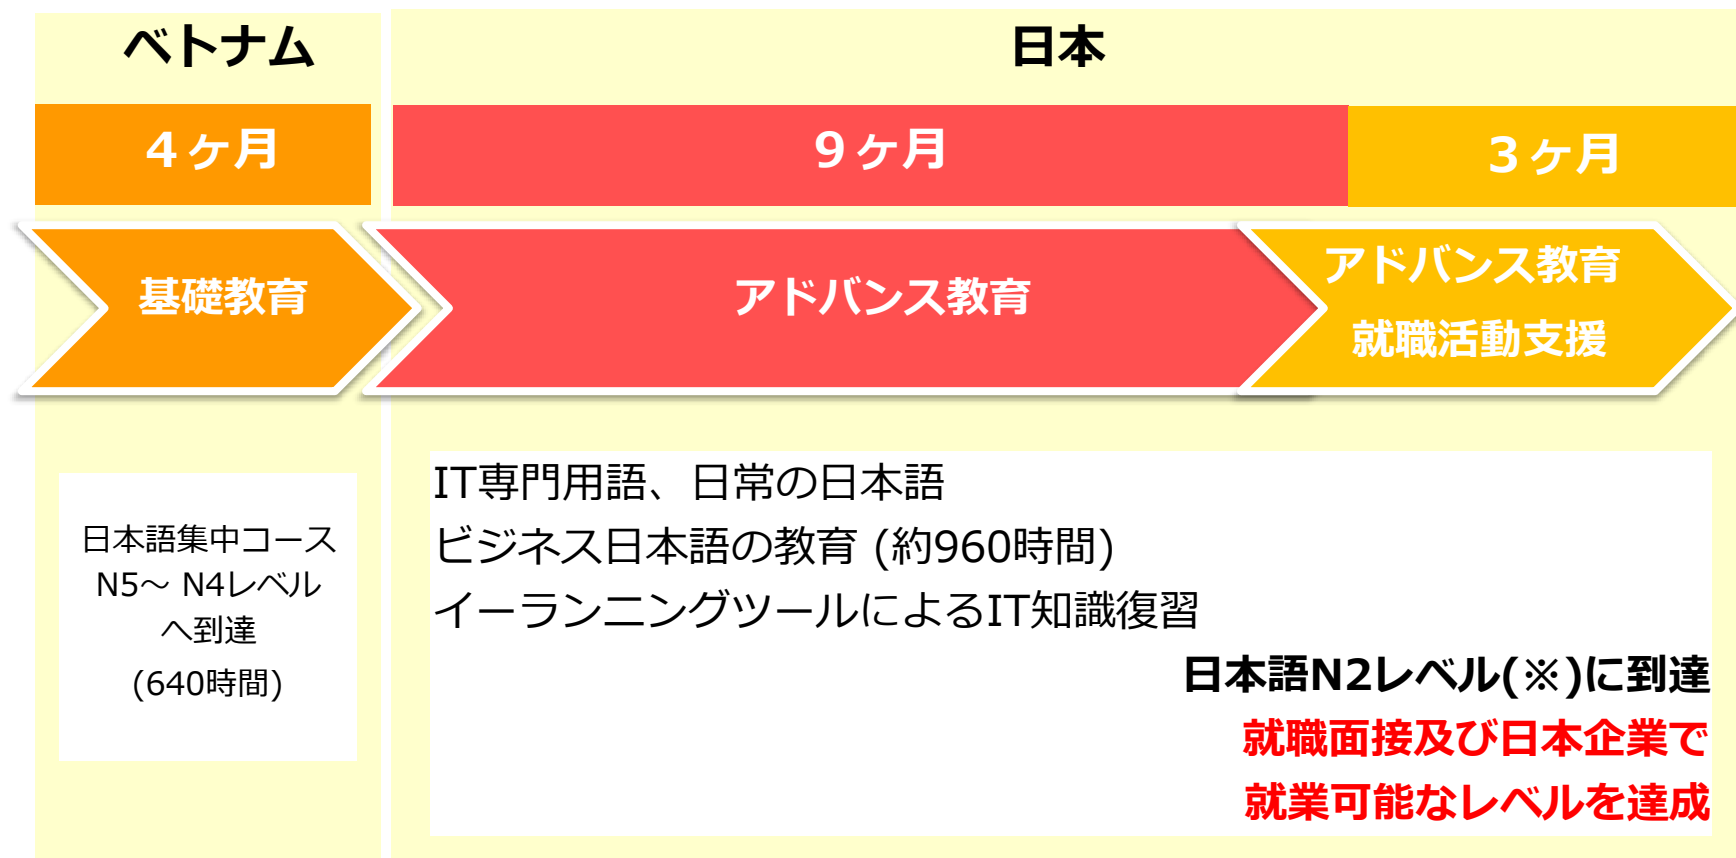 ベトナム
日本
４ヶ月
９ヶ月
３ヶ月
基礎教育
アドバンス教育
アドバンス教育
就職活動支援
日本語集中コース
N5～ N4レベル
へ到達
(640時間)
IT専門用語、日常の日本語
ビジネス日本語の教育 (約960時間)
イーランニングツールによるIT知識復習
日本語N2レベル(※)に到達
就職面接及び日本企業で
就業可能なレベルを達成